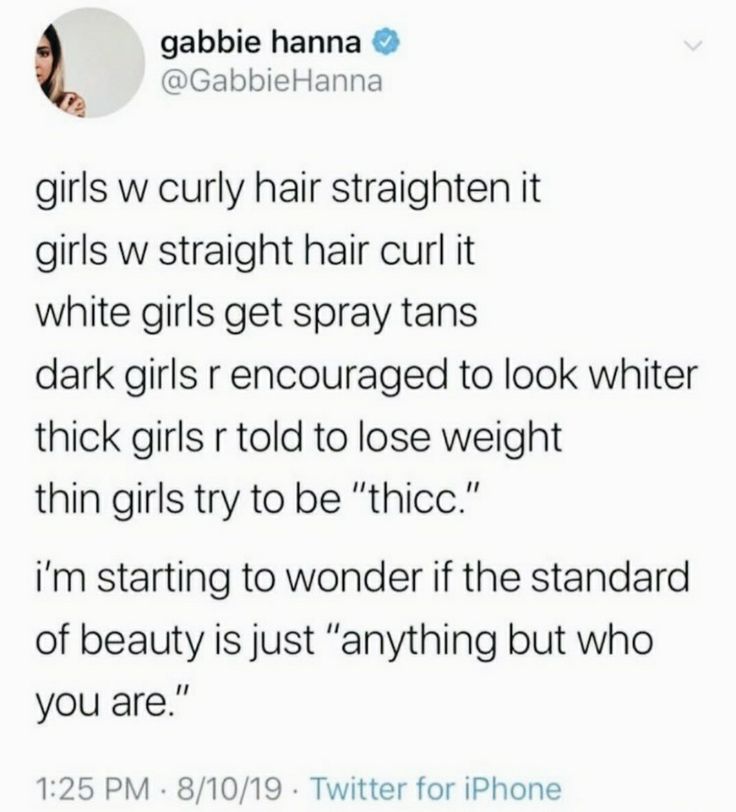 gabbie hanna
@GabbieHanna
girls w curly hair straighten it
girls w straight hair curl it
white girls get spray tans
dark girls r encouraged to look whiter
thick girls r told to lose weight
thin girls try to be "thicc."
i'm starting to wonder if the standard
of beauty is just "anything but who
you are."
1:25 PM · 8/10/19 · Twitter for iPhone